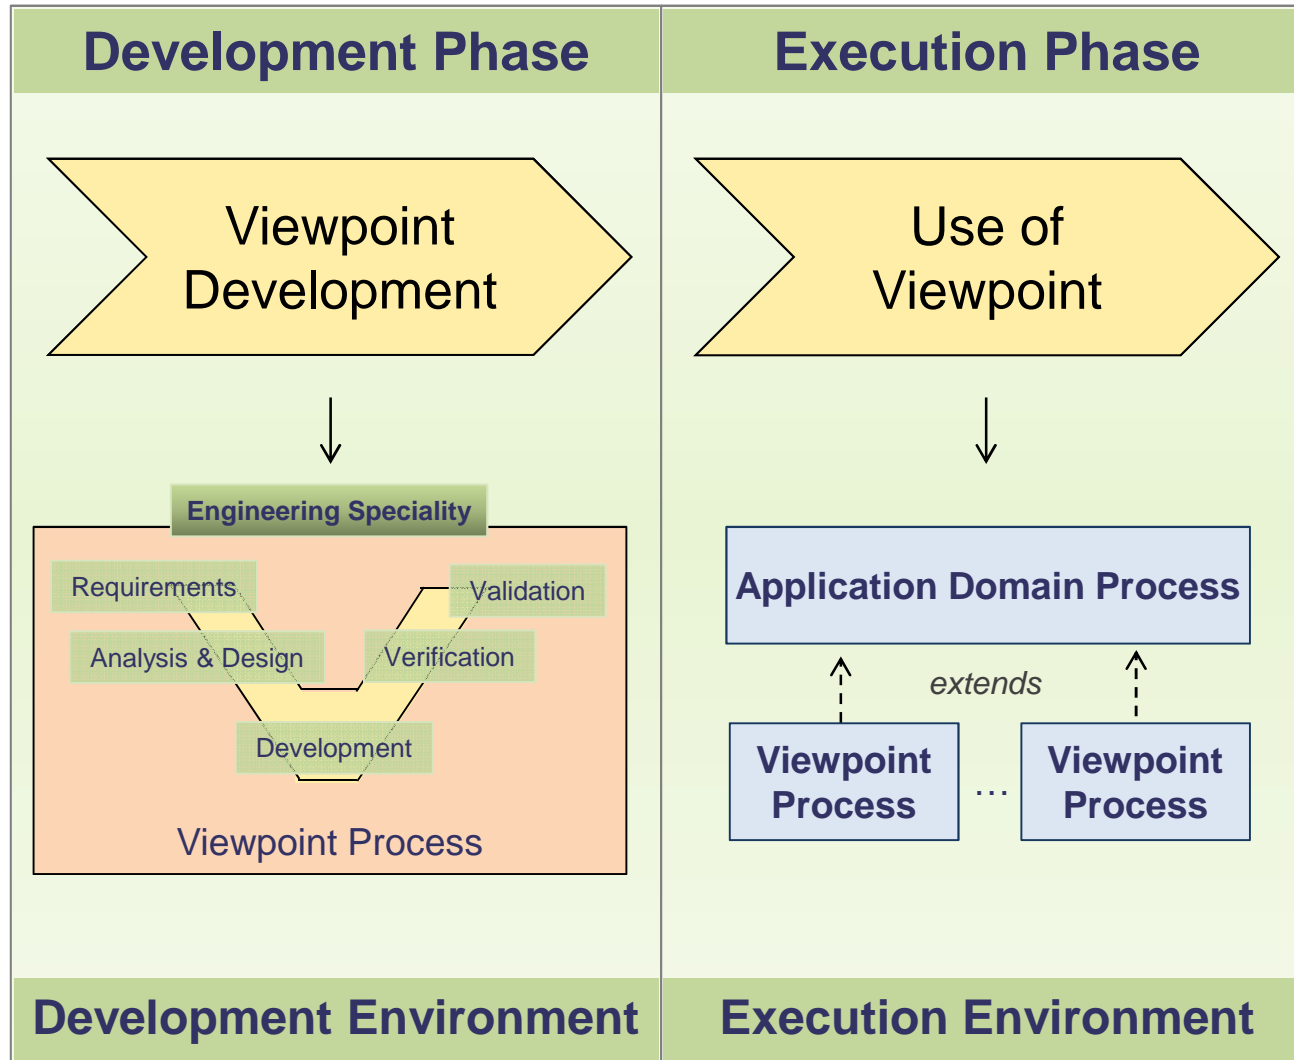 Development Phase
Viewpoint
Development
Engineering Speciality
Requirements
Validation
Analysis & Design
Verification
Development
Viewpoint Process
Development Environment
Execution Phase
Use of
Viewpoint
Application Domain Process
extends
Viewpoint
Process
...
Viewpoint
Process
Execution Environment